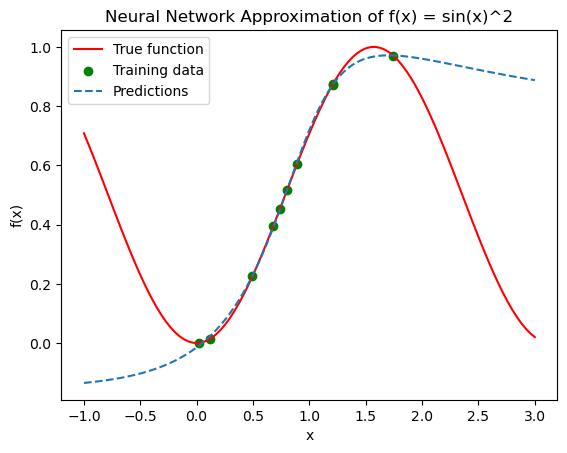 Neural Network Approximation of f(x) = sin(x)^2
True function
Training data
Predictions
f(x)
1.0
0.8
0.6
0.4
0.2
0.0
-1.0 -0.5 0.0 0.5 1.0 1.5 2.0 2.5 3.0
x